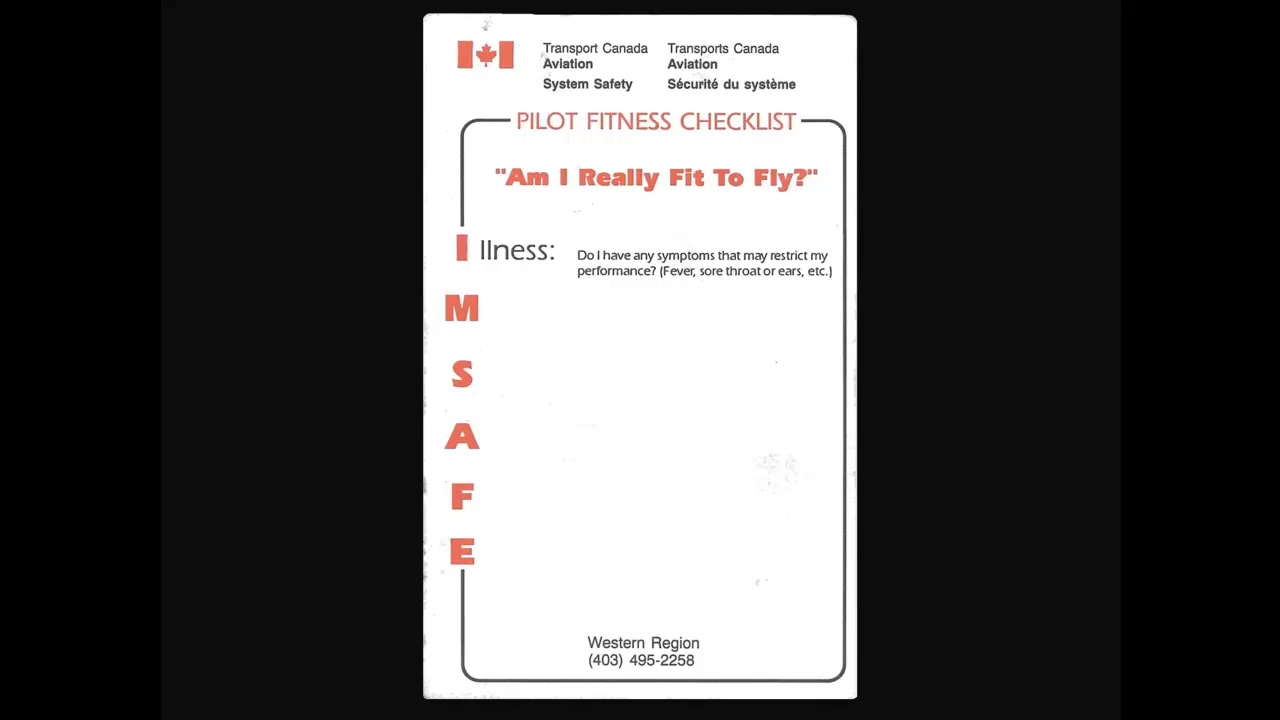 Transport Canada Transports Canada
Aviation Aviation
System Safety Sécurité du système
PILOT FITNESS CHECKLIST
"Am I Really Fit To Fly?"
Illness: Do I have any symptoms that may restrict my
performance? (Fever, sore throat or ears, etc.)
M
S
A
F
E
Western Region
(403) 495-2258